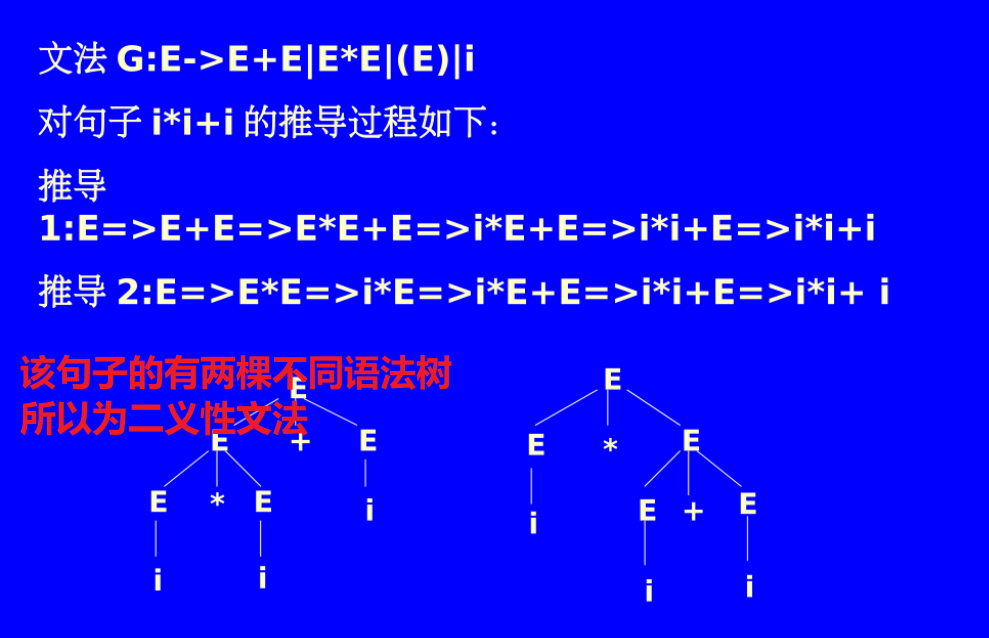 文法 G:E->E+E|E*E|(E)|i
对句子 i*i+i 的推导过程如下：
推导
1:E=>E+E=>E*E+E=>i*E+E=>i*i+E=>i*i+i
推导 2:E=>E*E=>i*E=>i*E+E=>i*i+E=>i*i+ i
该句子的有两棵不同语法树
所以为二义性文法
E
E + E
E * E i
i i
E
E * E
i E + E
i i